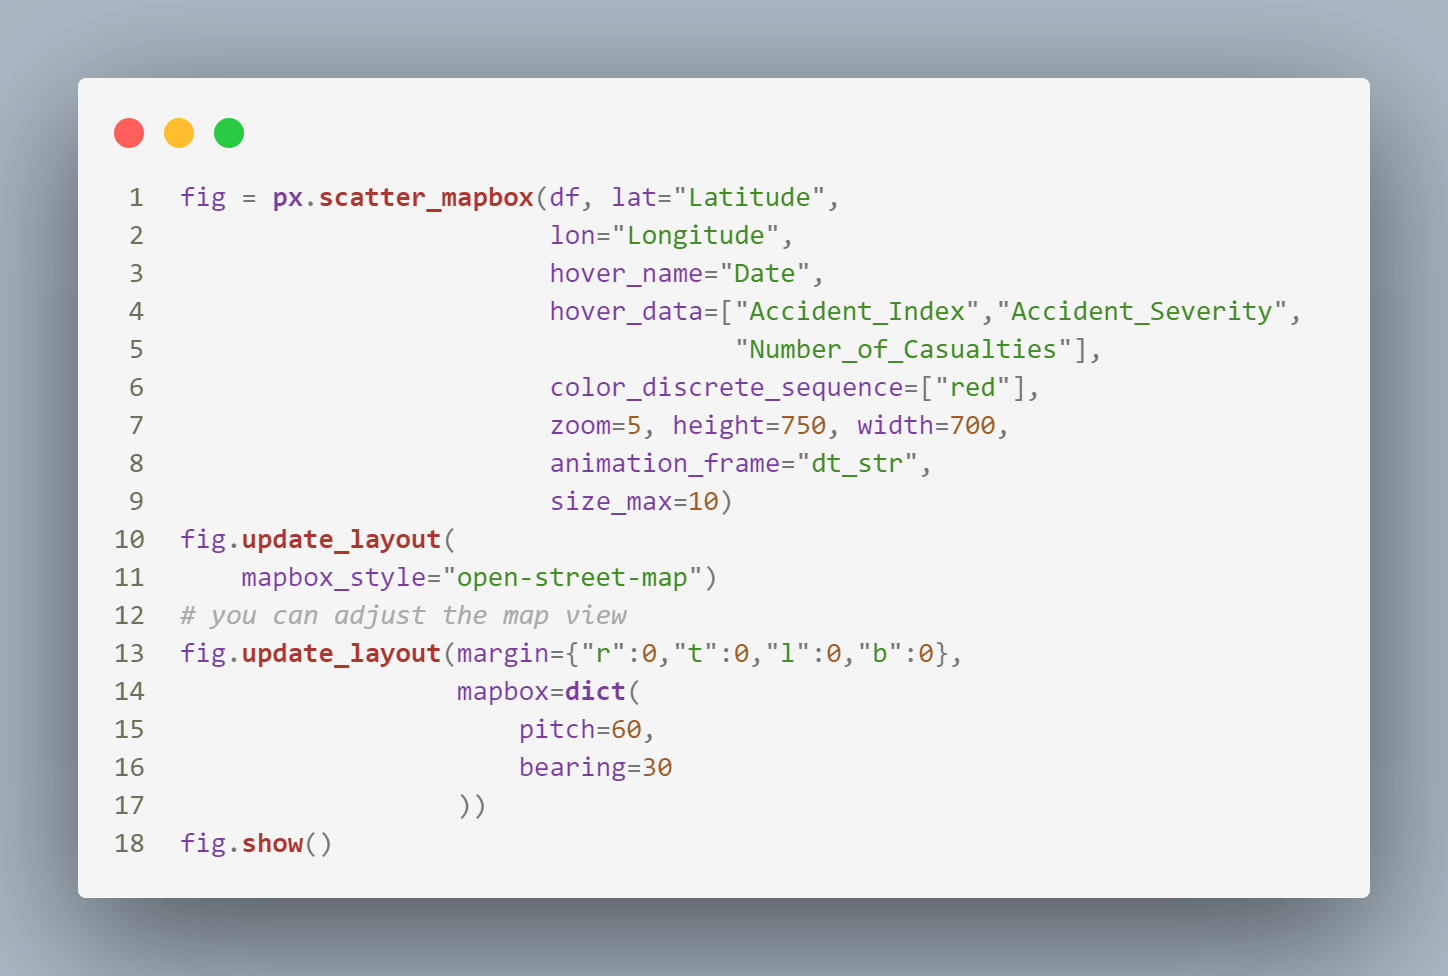 1 fig = px.scatter_mapbox(df, lat="Latitude",
2                         lon="Longitude",
3                         hover_name="Date",
4                         hover_data=["Accident_Index","Accident_Severity",
5                                     "Number_of_Casualties"],
6                         color_discrete_sequence=["red"],
7                         zoom=5, height=750, width=700,
8                         animation_frame="dt_str",
9                         size_max=10)
10 fig.update_layout(
11     mapbox_style="open-street-map")
12 # you can adjust the map view
13 fig.update_layout(margin={"r":0,"t":0,"l":0,"b":0},
14                   mapbox=dict(
15                       pitch=60,
16                       bearing=30
17                   ))
18 fig.show()